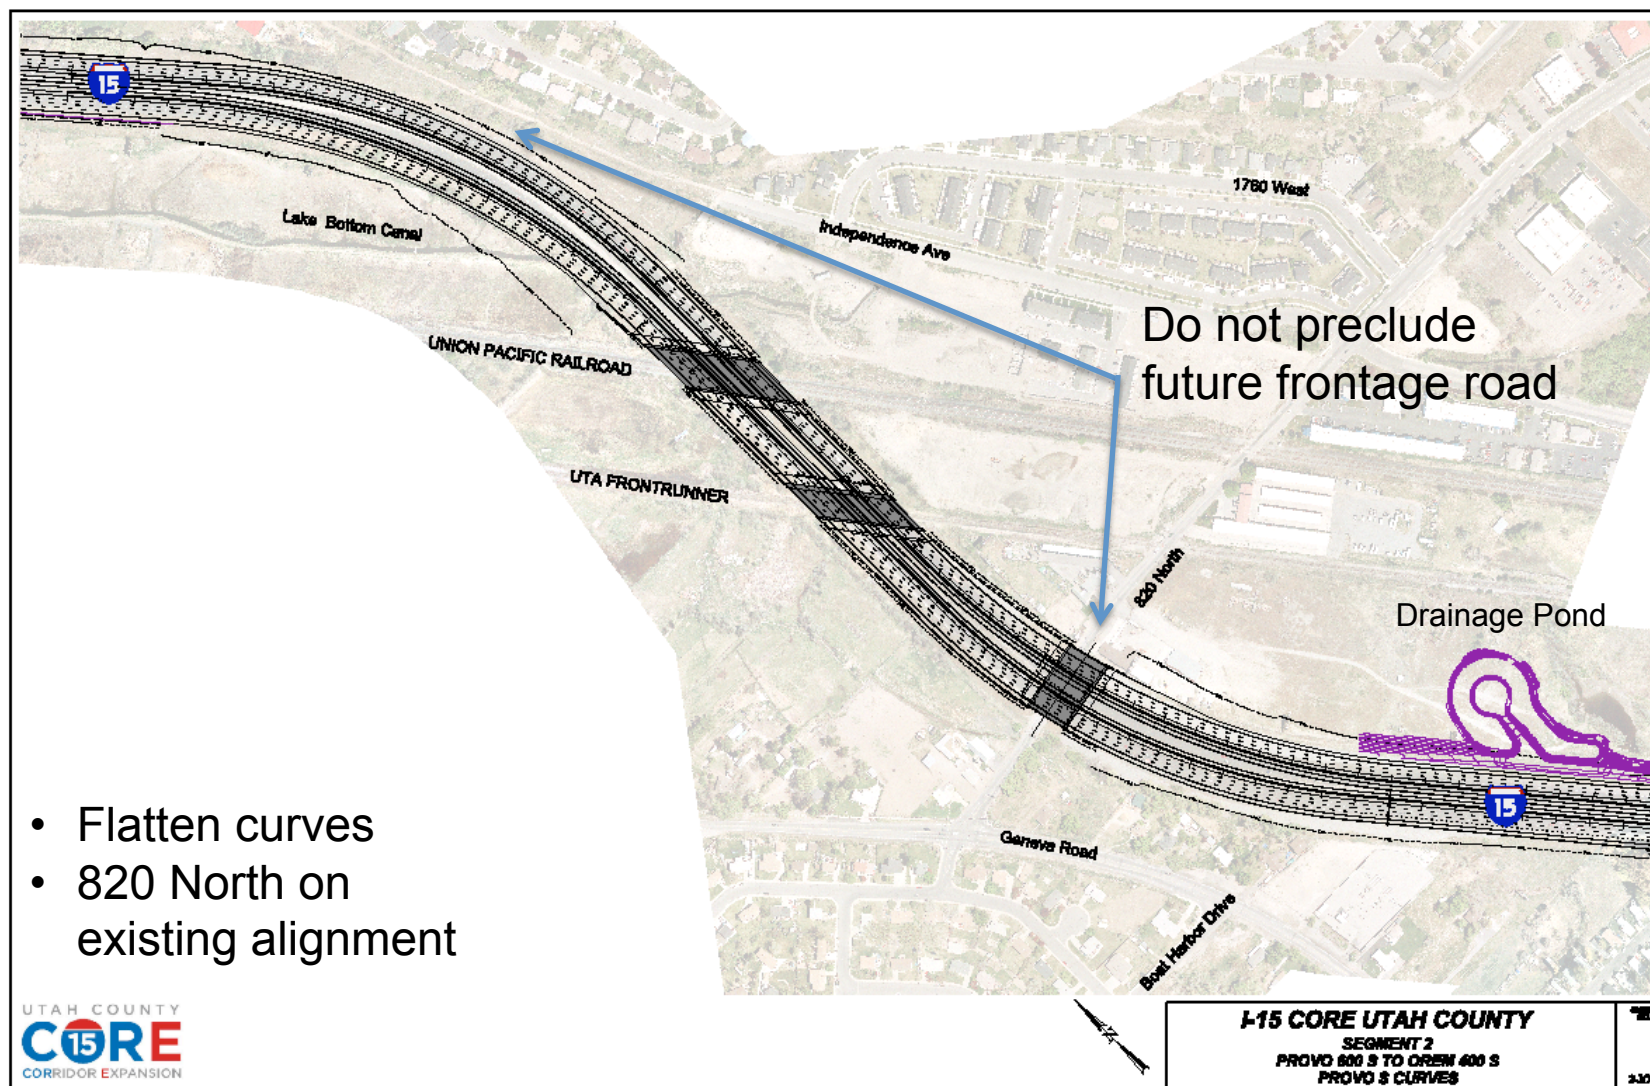 15
Lake Bottom Canal
1760 West
Independence Ave
UNION PACIFIC RAILROAD
Do not preclude
future frontage road
UTA FRONTRUNNER
820 North
Drainage Pond
15
• Flatten curves
• 820 North on
existing alignment
Geneva Road
Boat Harbor Drive
UTAH COUNTY
C15RE
CORRIDOR EXPANSION
N
I-15 CORE UTAH COUNTY
SEGMENT 2
PROVO 600 S TO OREM 400 S
PROVO S CURVES